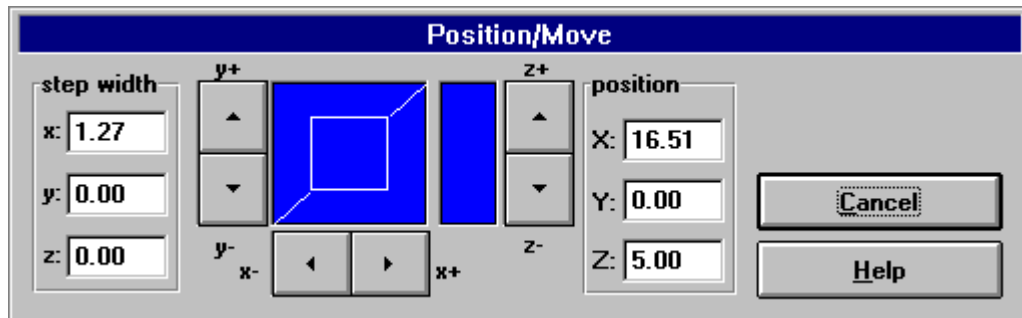 Position/Move
step width
x: 1.27
y: 0.00
z: 0.00
y+
y-
x-
x+
z+
z-
position
X: 16.51
Y: 0.00
Z: 5.00
Cancel
Help